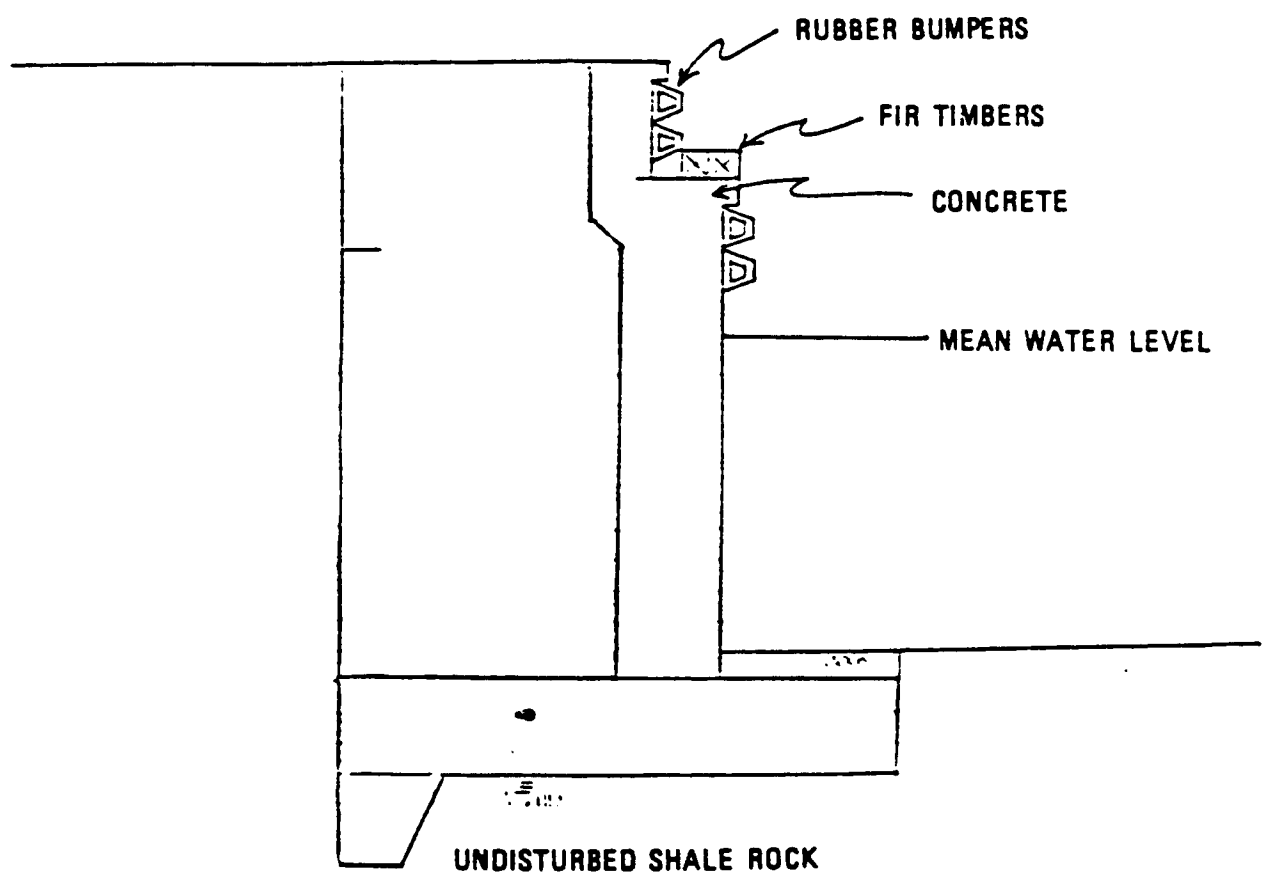 RUBBER BUMPERS
FIR TIMBERS
CONCRETE
MEAN WATER LEVEL
UNDISTURBED SHALE ROCK